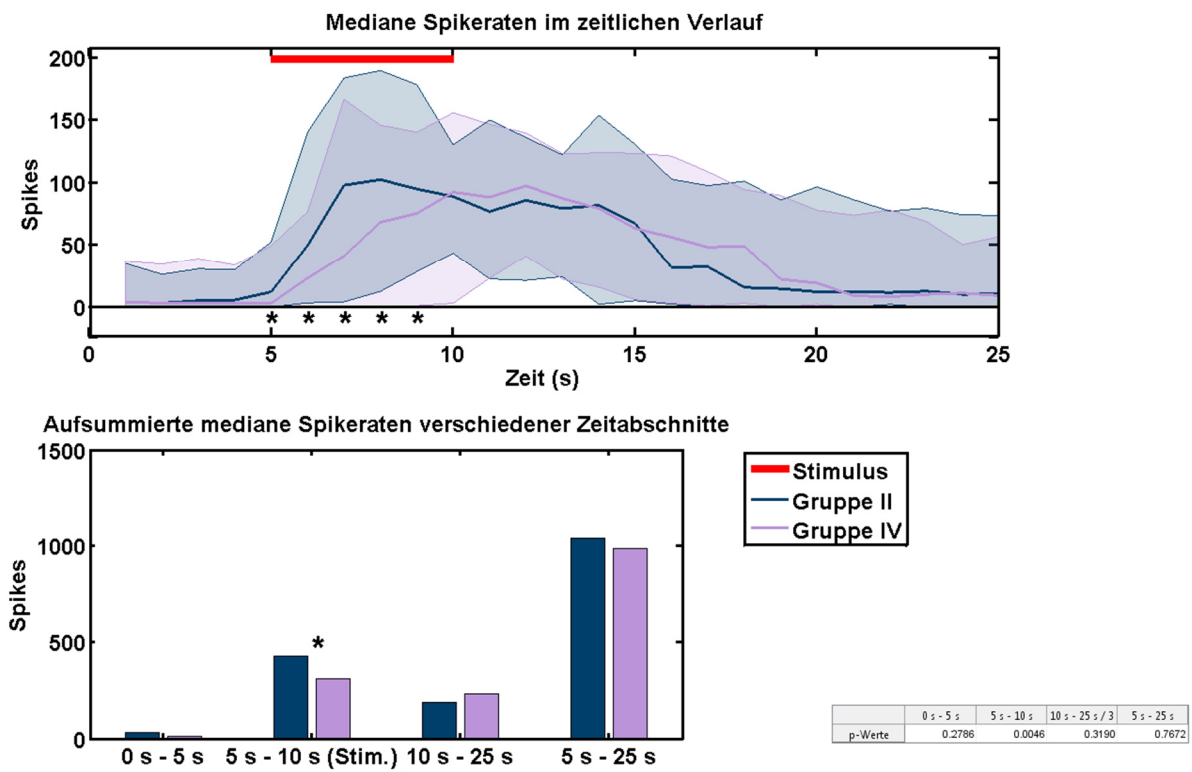 Mediane Spikeraten im zeitlichen Verlauf
200
150
100
50
0
Spikes
* * * * *
0 5 10 15 20 25
Zeit (s)
Aufsummierte mediane Spikeraten verschiedener Zeitabschnitte
1500
1000
500
0
Spikes
*
0 s - 5 s 5 s - 10 s (Stim.) 10 s - 25 s 5 s - 25 s
Stimulus
Gruppe II
Gruppe IV
0 s - 5 s 5 s - 10 s 10 s - 25 s / 3 5 s - 25 s
p-Werte 0.2786 0.0046 0.3190 0.7672